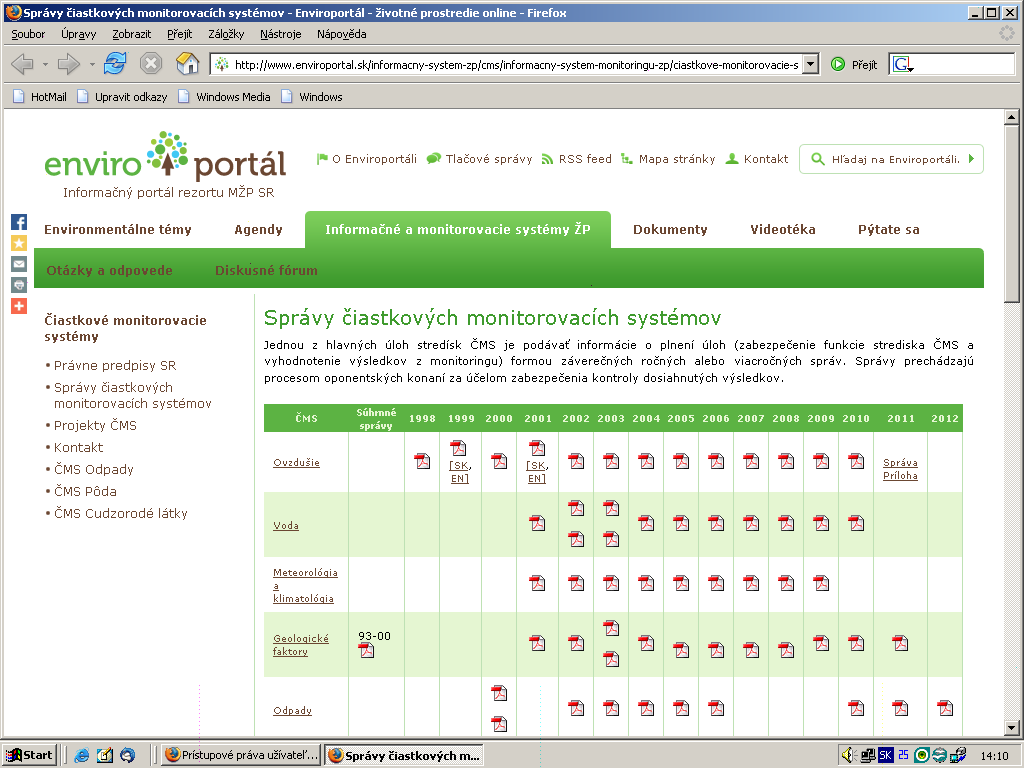 Správy čiastkových monitorovacích systémov - Enviroportál - životné prostredie online - Firefox
Soubor Úpravy Zobrazit Přejít Záložky Nástroje Nápověda
http://www.enviroportal.sk/informacny-system-zp/cms/informacny-system-monitoringu-zp/ciastkove-monitorovacie-s Přejít G
HotMail Upravit odkazy Windows Media Windows
enviro portál
Informačný portál rezortu MŽP SR
O Enviroportáli Tlačové správy RSS feed Mapa stránky Kontakt Hľadaj na Enviroportáli.
Environmentálne témy Agendy Informačné a monitorovacie systémy ŽP Dokumenty Videotéka Pýtate sa
Otázky a odpovede Diskusné fórum
Čiastkové monitorovacie
systémy
• Právne predpisy SR
• Správy čiastkových
monitorovacích systémov
• Projekty ČMS
• Kontakt
• ČMS Odpady
• ČMS Pôda
• ČMS Cudzorodé látky
Správy čiastkových monitorovacích systémov
Jednou z hlavných úloh stredísk ČMS je podávať informácie o plnení úloh (zabezpečenie funkcie strediska ČMS a
vyhodnotenie výsledkov z monitoringu) formou záverečných ročných alebo viacročných správ. Správy prechádzajú
procesom oponentských konaní za účelom zabezpečenia kontroly dosiahnutých výsledkov.
ČMS Súhrnné správy 1998 1999 2000 2001 2002 2003 2004 2005 2006 2007 2008 2009 2010 2011 2012
Ovzdušie [SK, EN] [SK, EN] Správa Príloha
Voda
Meteorológia
a
klimatológia
Geologické
faktory
93-00
Odpady
Start Prístupové práva užívateľ... Správy čiastkových m... SK 25 14:10